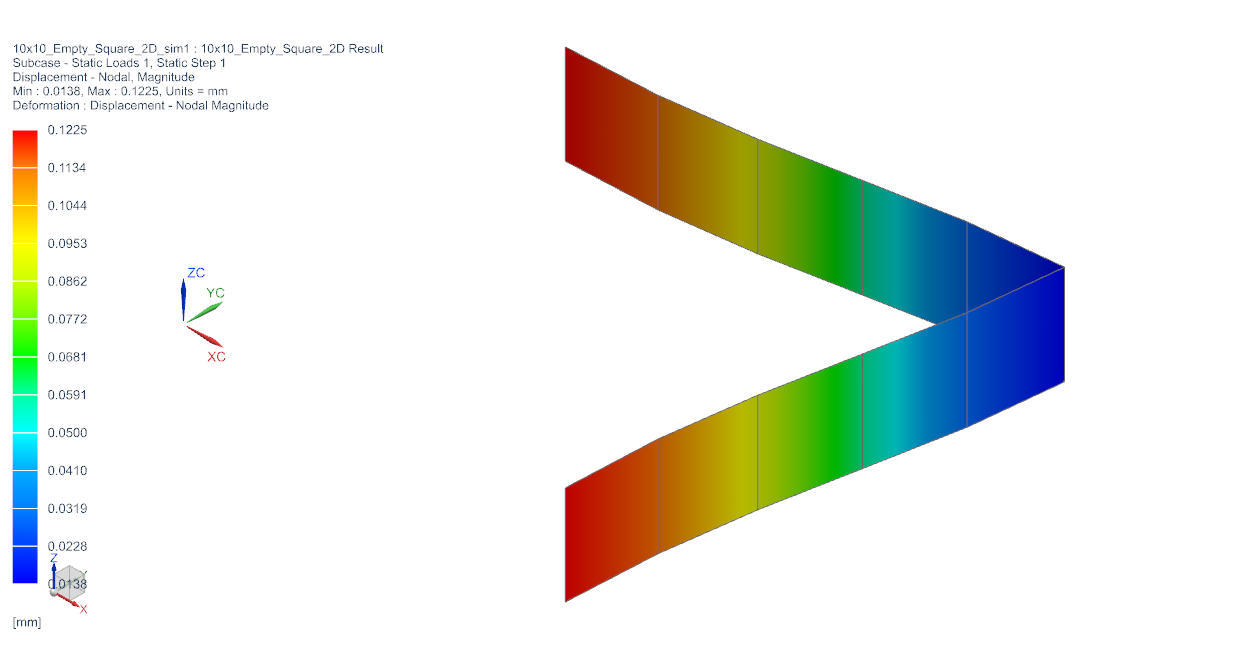 10x10_Empty_Square_2D_sim1 : 10x10_Empty_Square_2D Result
Subcase - Static Loads 1, Static Step 1
Displacement - Nodal, Magnitude
Min : 0.0138, Max : 0.1225, Units = mm
Deformation : Displacement - Nodal Magnitude
0.1225
0.1134
0.1044
0.0953
0.0862
0.0772
0.0681
0.0591
0.0500
0.0410
0.0319
0.0228
0.0138
[mm]
ZC
YC
XC
Z
Y
X